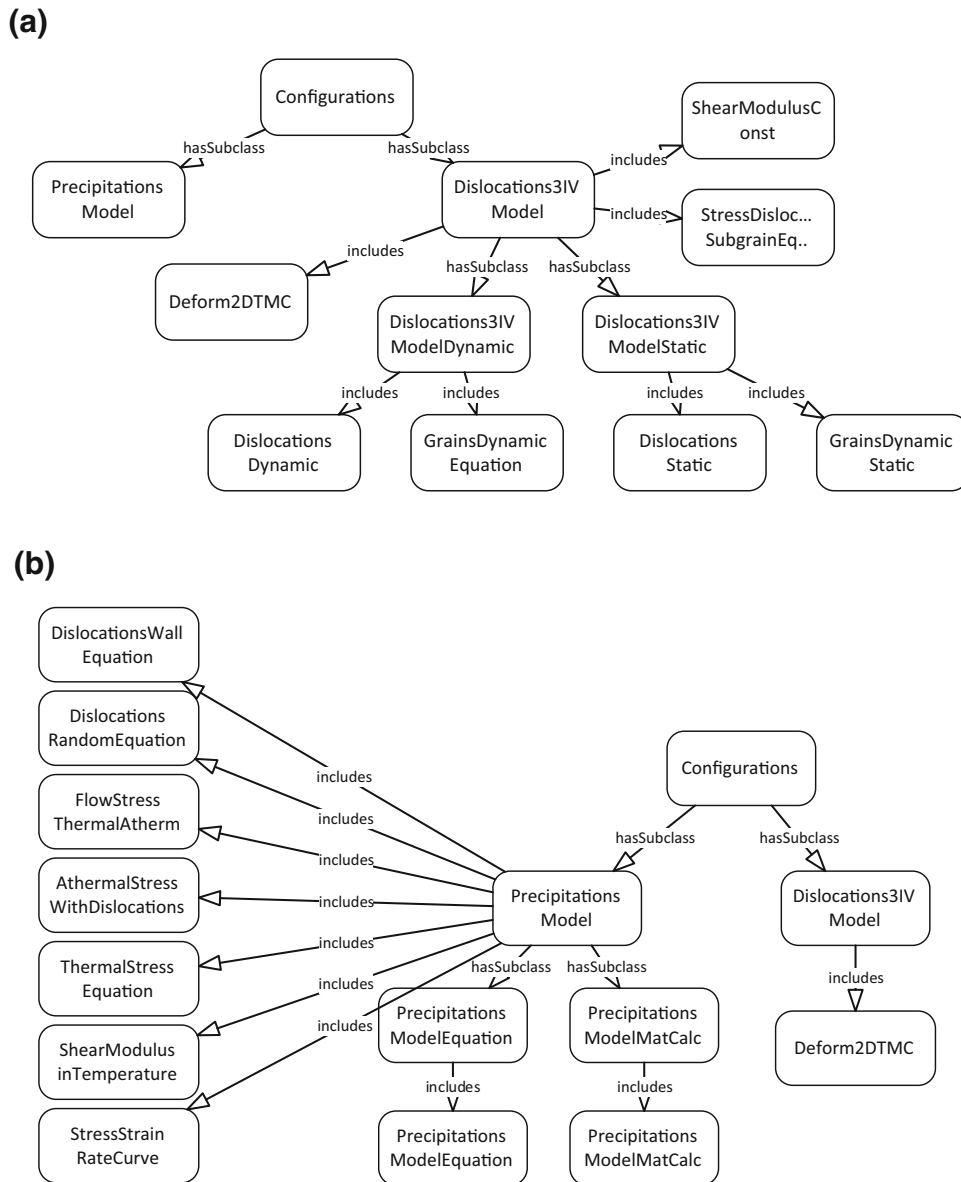 (a)
Configurations
ShearModulusC
onst
hasSubclass
hasSubclass
includes
Precipitations
Model
Dislocations3IV
Model
includes
StressDisloc...
SubgrainEq..
includes
hasSubclass
hasSubclass
Deform2DTMC
Dislocations3IV
ModelDynamic
Dislocations3IV
ModelStatic
includes
includes
includes
includes
Dislocations
Dynamic
GrainsDynamic
Equation
Dislocations
Static
GrainsDynamic
Static
(b)
DislocationsWall
Equation
Dislocations
RandomEquation
FlowStress
ThermalAtherm
AthermalStress
WithDislocations
ThermalStress
Equation
ShearModulus
inTemperature
StressStrain
RateCurve
includes
includes
includes
includes
includes
includes
includes
Configurations
hasSubclass
hasSubclass
Precipitations
Model
Dislocations3IV
Model
hasSubclass
hasSubclass
includes
Precipitations
ModelEquation
Precipitations
ModelMatCalc
Deform2DTMC
includes
includes
Precipitations
ModelEquation
Precipitations
ModelMatCalc